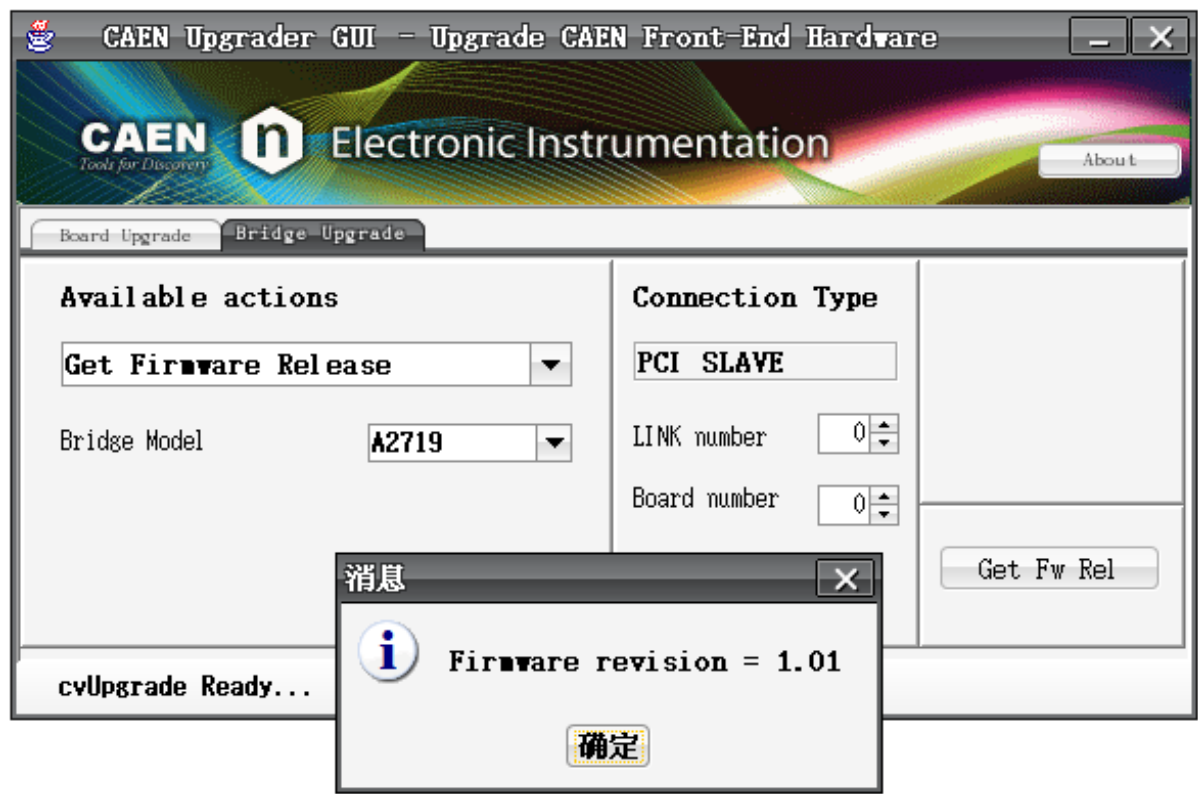 CAEN Upgrader GUI - Upgrade CAEN Front-End Hardware
CAEN n Electronic Instrumentation
Tools for Discovery
About
Board Upgrade Bridge Upgrade
Available actions
Connection Type
Get Firmware Release
PCI SLAVE
Bridge Model A2719
LINK number 0
Board number 0
Get Fw Rel
消息
Firmware revision = 1.01
cvUpgrade Ready...
确定